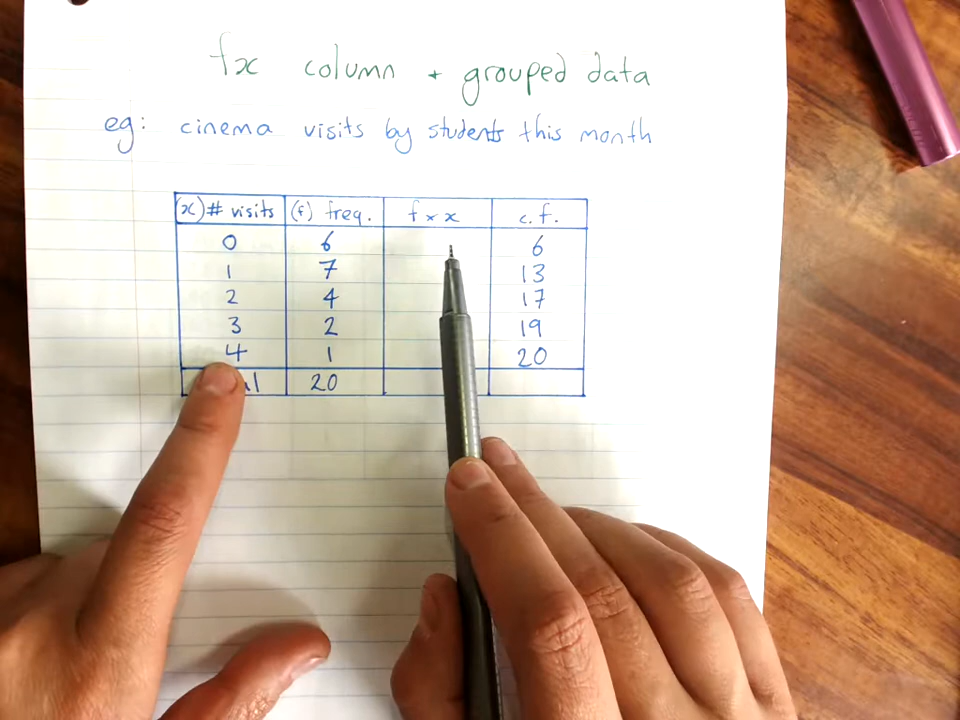 fx column + grouped data
eg: cinema visits by students this month
(x) # visits (f) freq. f × x c.f.
0 6 6
1 7 13
2 4 17
3 2 19
4 1 20
20